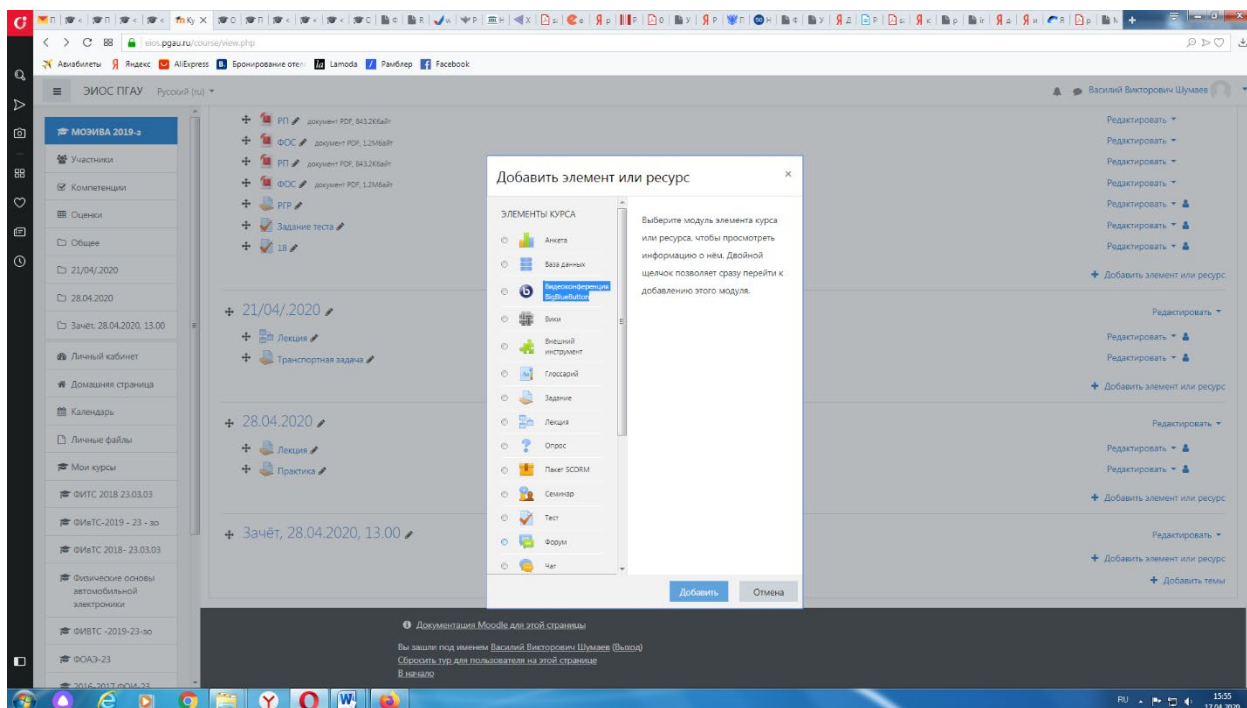 eios.pgau.ru/course/view.php
Авиабилеты Яндекс AliExpress Бронирование отел Lamoda Рамблер Facebook
ЭИОС ПГАУ Русский (ru)
Василий Викторович Шумаев
МОЭИВА 2019-з
Участники
Компетенции
Оценки
Общее
21/04/.2020
28.04.2020
Зачёт, 28.04.2020, 13.00
Личный кабинет
Домашняя страница
Календарь
Личные файлы
Мои курсы
ФИТС 2018 23.03.03
ФИвТС-2019 - 23 - зо
ФИвТС 2018- 23.03.03
Физические основы
автомобильной
электроники
ФИВТС -2019-23-зо
ФОАЭ-23
2016-2017 ФОИ-23
РП документ PDF, 843.2Кбайт Редактировать
ФОС документ PDF, 1.2Мбайт Редактировать
РП документ PDF, 843.2Кбайт Редактировать
ФОС документ PDF, 1.2Мбайт Редактировать
РГР Редактировать
Задание теста Редактировать
18 Редактировать
Добавить элемент или ресурс
21/04/.2020 Редактировать
Лекция Редактировать
Транспортная задача Редактировать
Добавить элемент или ресурс
28.04.2020 Редактировать
Лекция Редактировать
Практика Редактировать
Добавить элемент или ресурс
Зачёт, 28.04.2020, 13.00 Редактировать
Добавить элемент или ресурс
Добавить темы
Добавить элемент или ресурс ×
ЭЛЕМЕНТЫ КУРСА
Анкета
База данных
Видеоконференция
BigBlueButton
Вики
Внешний
инструмент
Глоссарий
Задание
Лекция
Опрос
Пакет SCORM
Семинар
Тест
Форум
Чат
Выберите модуль элемента курса
или ресурса, чтобы просмотреть
информацию о нём. Двойной
щелчок позволяет сразу перейти к
добавлению этого модуля.
Добавить Отмена
Документация Moodle для этой страницы
Вы зашли под именем Василий Викторович Шумаев (Выход)
Сбросить тур для пользователя на этой странице
В начало
RU 15:55
17.04.2020